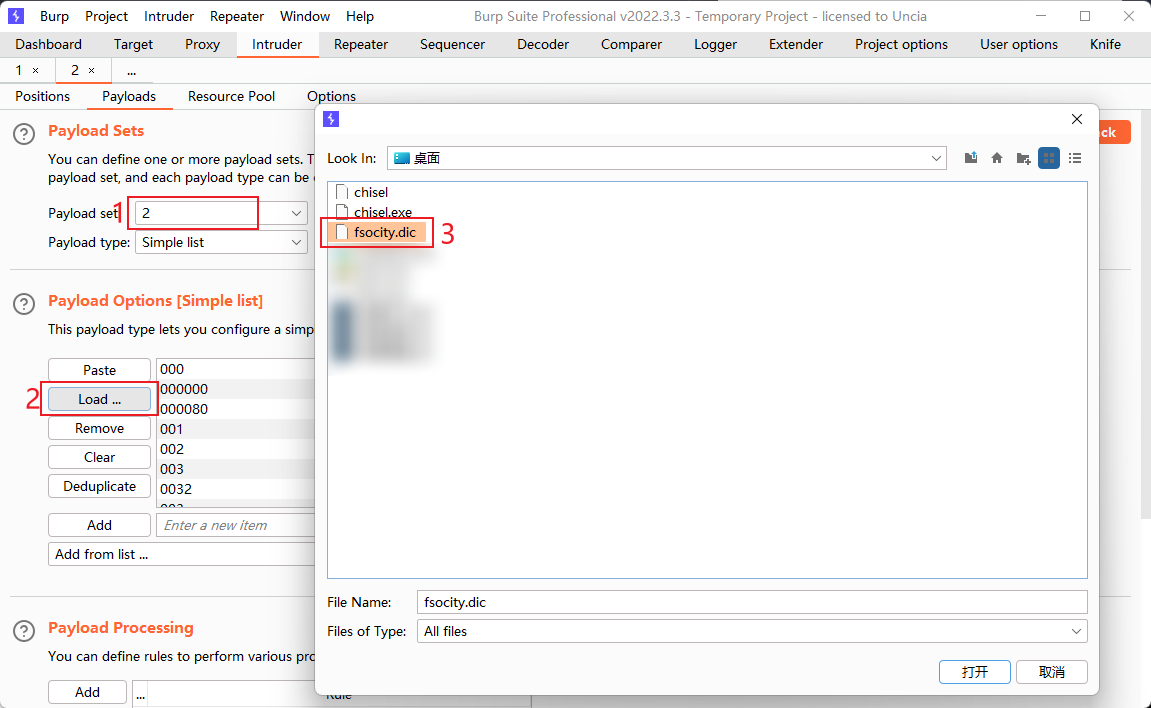 Burp Project Intruder Repeater Window Help Burp Suite Professional v2022.3.3 - Temporary Project - licensed to Uncia
Dashboard Target Proxy Intruder Repeater Sequencer Decoder Comparer Logger Extender Project options User options Knife
1 × 2 × ...
Positions Payloads Resource Pool Options
Payload Sets
You can define one or more payload sets.
payload set, and each payload type can be
Payload set 1 2
Payload type: Simple list
Payload Options [Simple list]
This payload type lets you configure a simp
Paste
2 Load ...
Remove
Clear
Deduplicate
000
000000
000080
001
002
003
0032
Add Enter a new item
Add from list ...
Payload Processing
You can define rules to perform various pro
Add ...
Rule
ck
Look In: 桌面
chisel
chisel.exe
fsocity.dic 3
File Name: fsocity.dic
Files of Type: All files
打开 取消